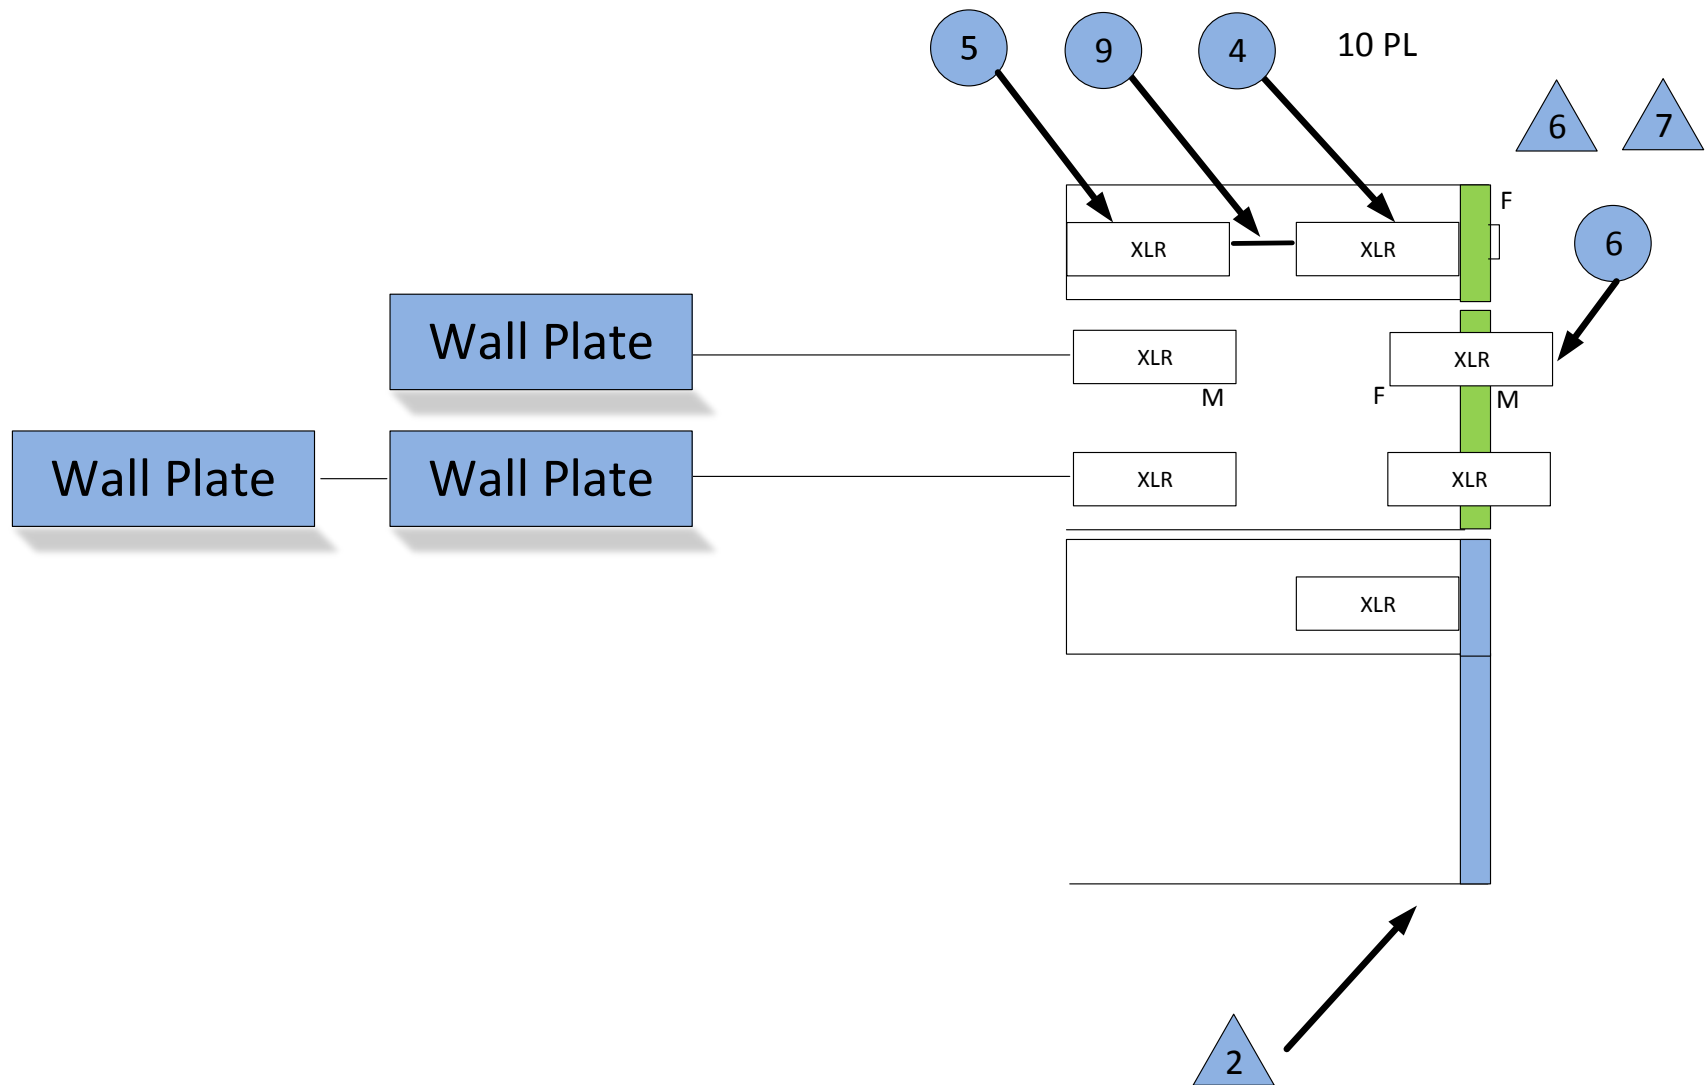 5 9 4 10 PL
6 7
F
XLR XLR 6
Wall Plate XLR XLR
M F M
Wall Plate Wall Plate XLR XLR
XLR
2